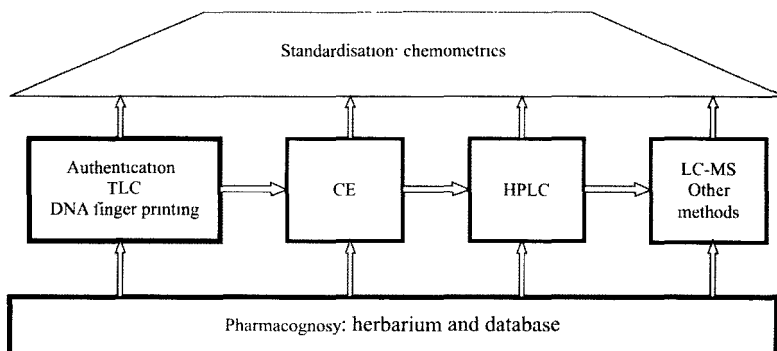 Standardisation· chemometrics
Authentication
TLC
DNA finger printing
CE
HPLC
LC-MS
Other
methods
Pharmacognosy: herbarium and database